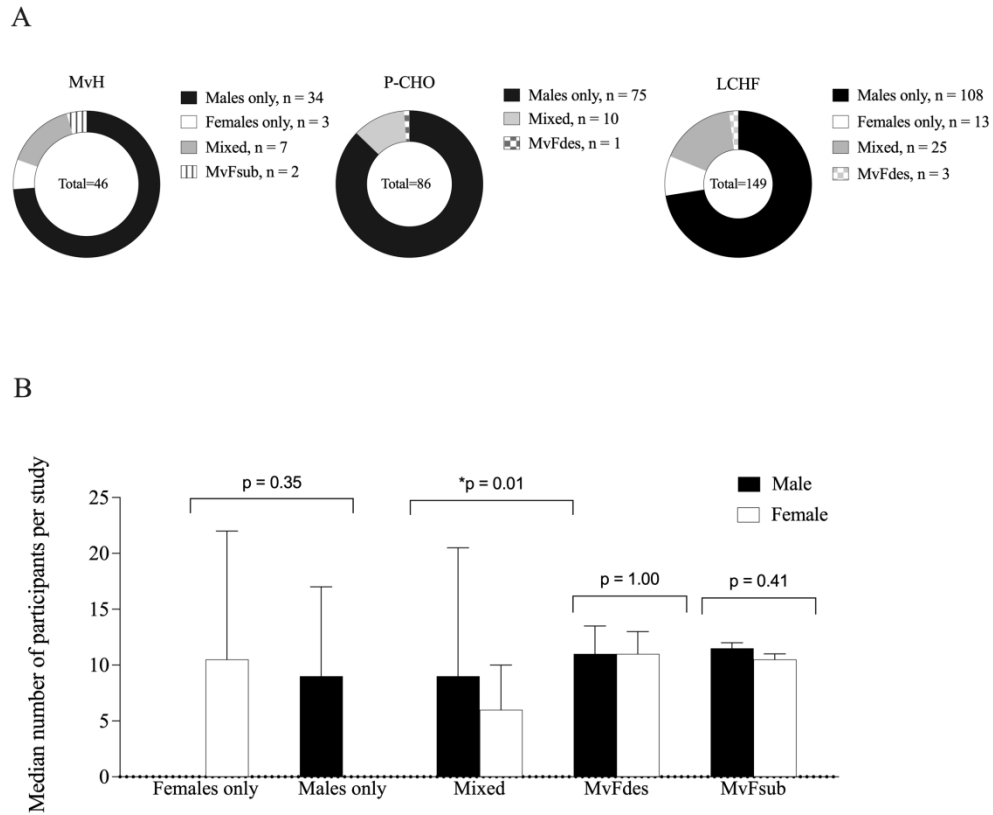 A
MvH
Males only, n = 34
Females only, n = 3
Mixed, n = 7
MvFsub, n = 2
Total=46
P-CHO
Males only, n = 75
Mixed, n = 10
MvFdes, n = 1
Total=86
LCHF
Males only, n = 108
Females only, n = 13
Mixed, n = 25
MvFdes, n = 3
Total=149
B
Median number of participants per study
25
20
15
10
5
0
p = 0.35
*p = 0.01
p = 1.00
p = 0.41
Male
Female
Females only
Males only
Mixed
MvFdes
MvFsub